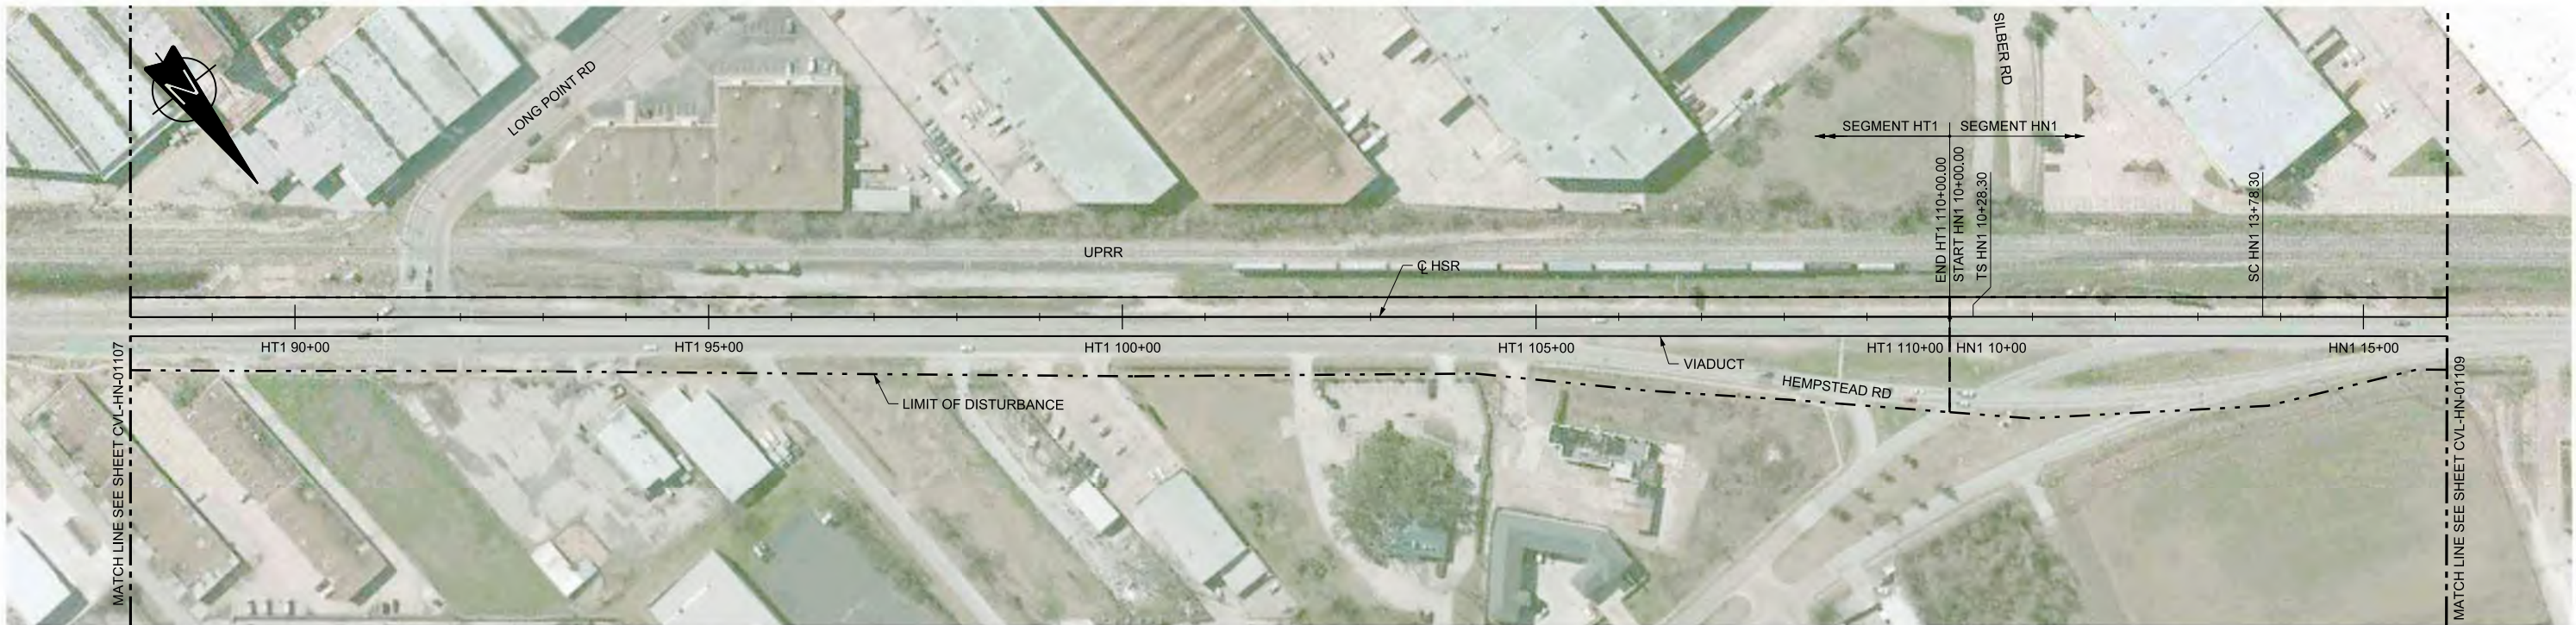 SILBER RD
N
LONG POINT RD
SEGMENT HT1
SEGMENT HN1
END HT1 110+00.00
START HN1 10+00.00
TS HN1 10+28.30
SC HN1 13+78.30
UPRR
℄ HSR
HT1 90+00
HT1 95+00
HT1 100+00
HT1 105+00
HT1 110+00
HN1 10+00
HN1 15+00
VIADUCT
HEMPSTEAD RD
LIMIT OF DISTURBANCE
MATCH LINE SEE SHEET CVL-HN-01107
MATCH LINE SEE SHEET CVL-HN-01109